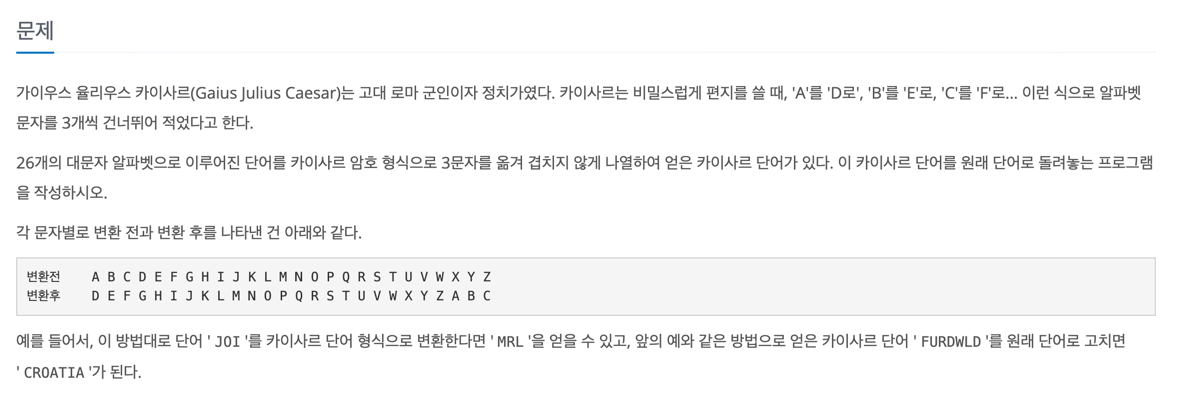 문제
가이우스 율리우스 카이사르(Gaius Julius Caesar)는 고대 로마 군인이자 정치가였다. 카이사르는 비밀스럽게 편지를 쓸 때, 'A'를 'D로', 'B'를 'E'로, 'C'를 'F'로... 이런 식으로 알파벳
문자를 3개씩 건너뛰어 적었다고 한다.
26개의 대문자 알파벳으로 이루어진 단어를 카이사르 암호 형식으로 3문자를 옮겨 겹치지 않게 나열하여 얻은 카이사르 단어가 있다. 이 카이사르 단어를 원래 단어로 돌려놓는 프로그램
을 작성하시오.
각 문자별로 변환 전과 변환 후를 나타낸 건 아래와 같다.
변환전 A B C D E F G H I J K L M N O P Q R S T U V W X Y Z
변환후 D E F G H I J K L M N O P Q R S T U V W X Y Z A B C
예를 들어서, 이 방법대로 단어 'JOI'를 카이사르 단어 형식으로 변환한다면 'MRL'을 얻을 수 있고, 앞의 예와 같은 방법으로 얻은 카이사르 단어 'FURDWLD'를 원래 단어로 고치면
'CROATIA'가 된다.